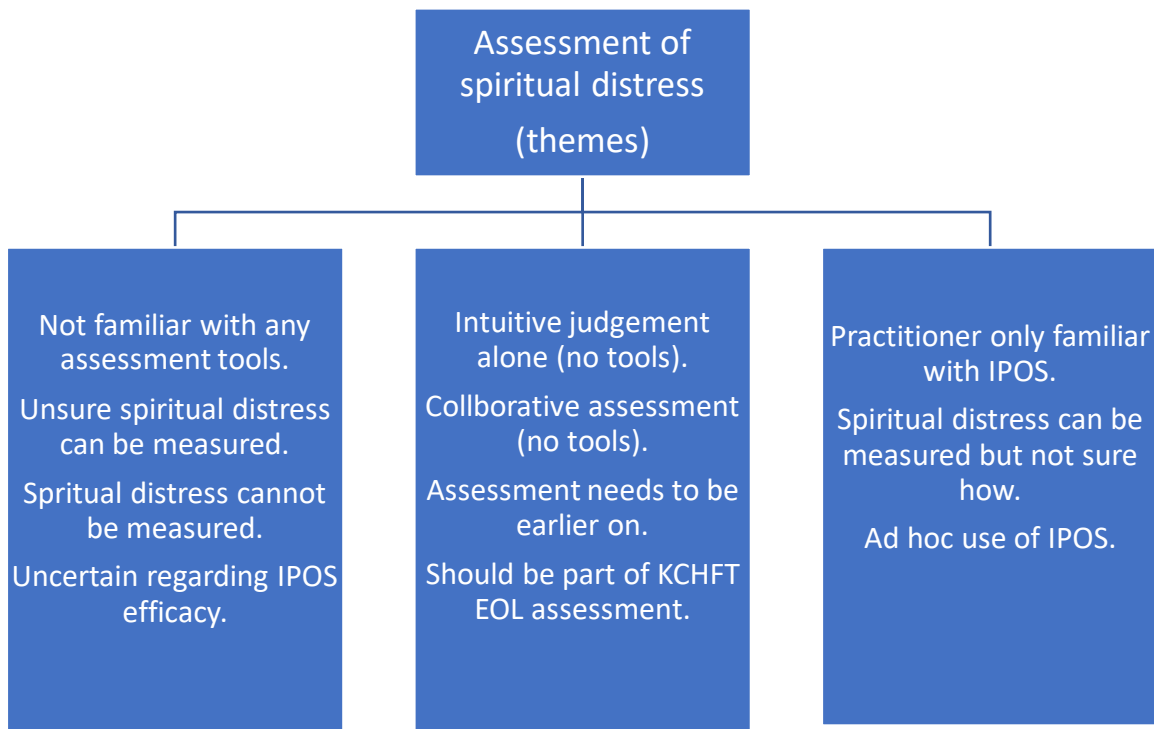 Assessment of
spiritual distress
(themes)
Not familiar with any
assessment tools.
Unsure spiritual distress
can be measured.
Spritual distress cannot
be measured.
Uncertain regarding IPOS
efficacy.
Intuitive judgement
alone (no tools).
Collborative assessment
(no tools).
Assessment needs to be
earlier on.
Should be part of KCHFT
EOL assessment.
Practitioner only familiar
with IPOS.
Spiritual distress can be
measured but not sure
how.
Ad hoc use of IPOS.